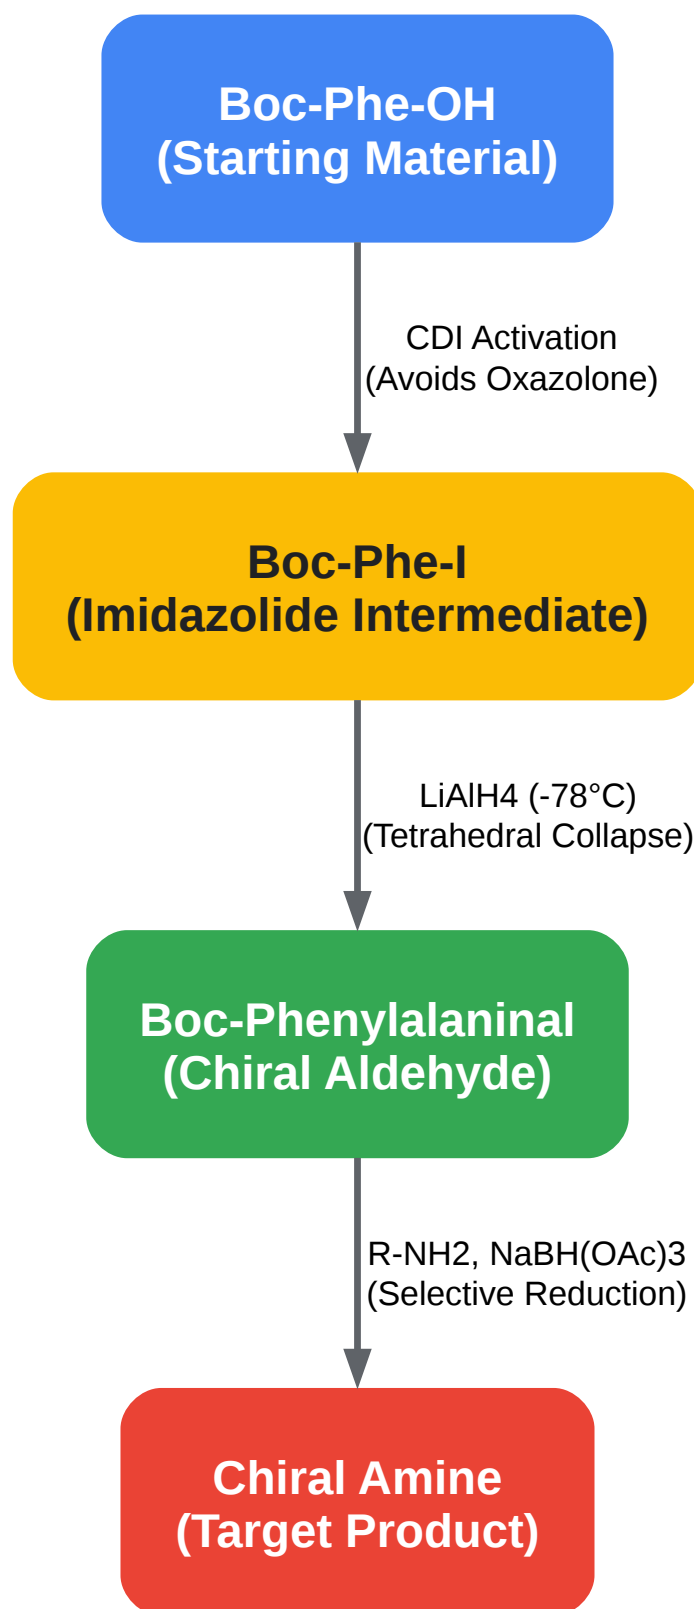 Boc-Phe-OH
(Starting Material)
CDI Activation
(Avoids Oxazolone)
Boc-Phe-I
(Imidazolide Intermediate)
LiAlH4 (-78°C)
(Tetrahedral Collapse)
Boc-Phenylalaninal
(Chiral Aldehyde)
R-NH2, NaBH(OAc)3
(Selective Reduction)
Chiral Amine
(Target Product)